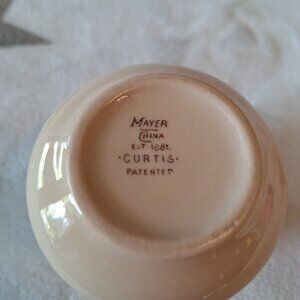 MAYER
CHINA
EST. 1881.
·CURTIS·
PATENTED